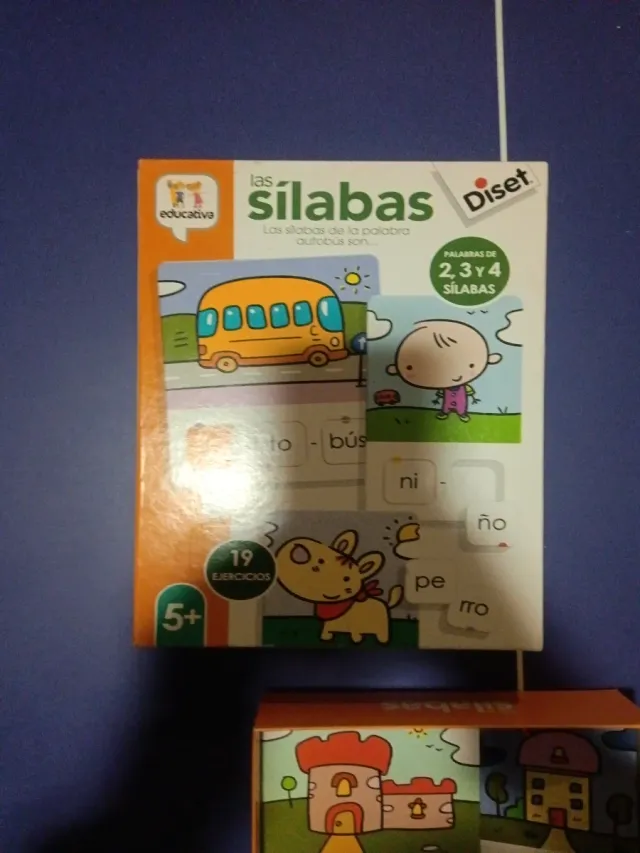 educativa
las
sílabas
Las sílabas de la palabra
autobús son...
Diset
PALABRAS DE
2, 3 Y 4
SÍLABAS
to - bús
ni -
ño
pe
rro
19
EJERCICIOS
5+
sílabas